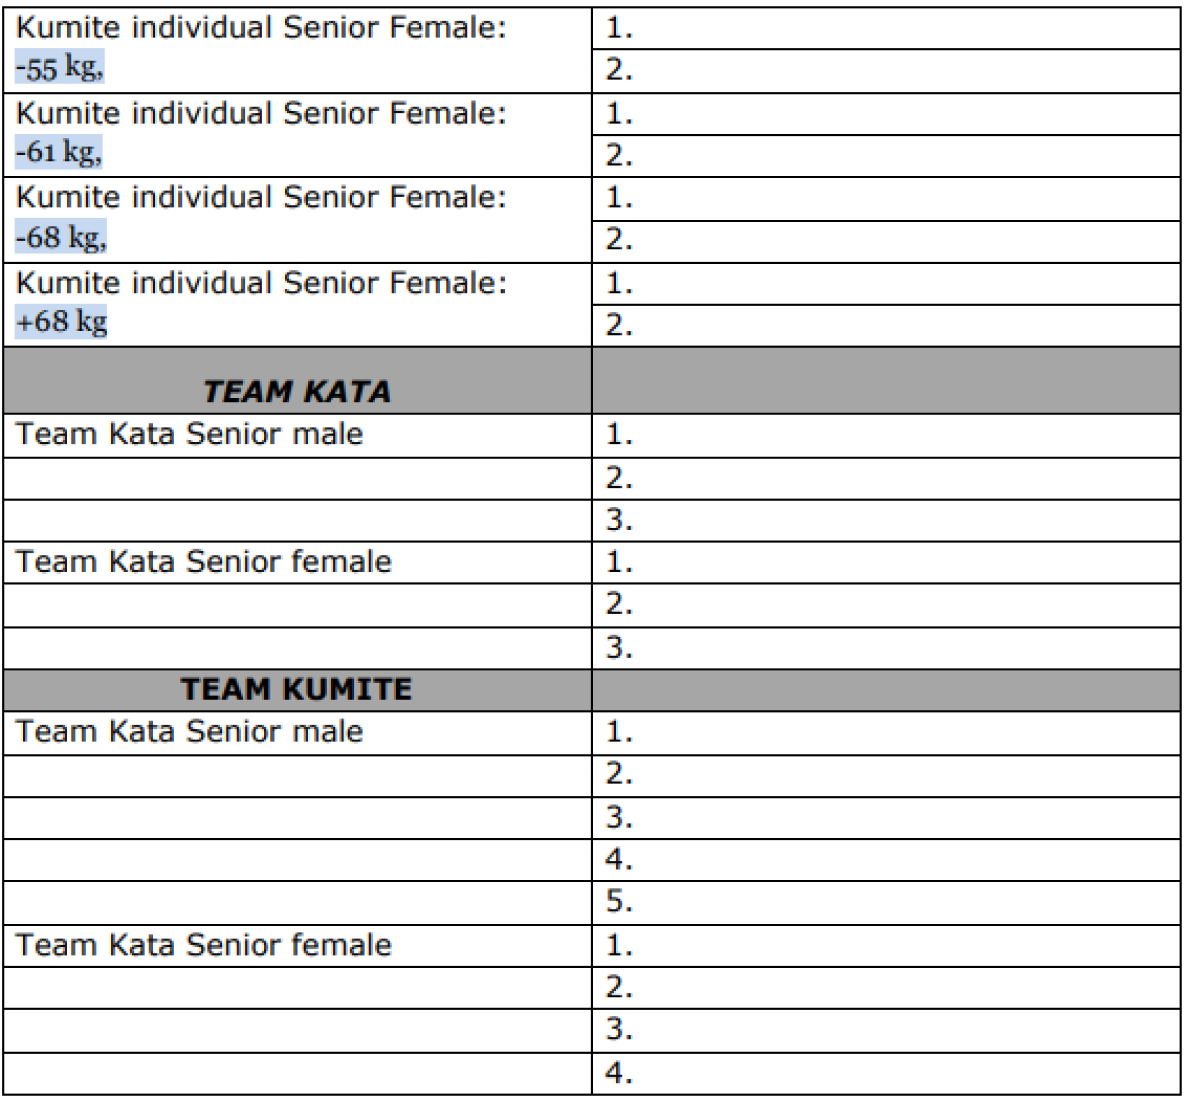 Kumite individual Senior Female:
1.
-55 kg,
2.
Kumite individual Senior Female:
1.
-61 kg,
2.
Kumite individual Senior Female:
1.
-68 kg,
2.
Kumite individual Senior Female:
1.
+68 kg
2.
TEAM KATA
Team Kata Senior male
1.
2.
3.
Team Kata Senior female
1.
2.
3.
TEAM KUMITE
Team Kata Senior male
1.
2.
3.
4.
5.
Team Kata Senior female
1.
2.
3.
4.